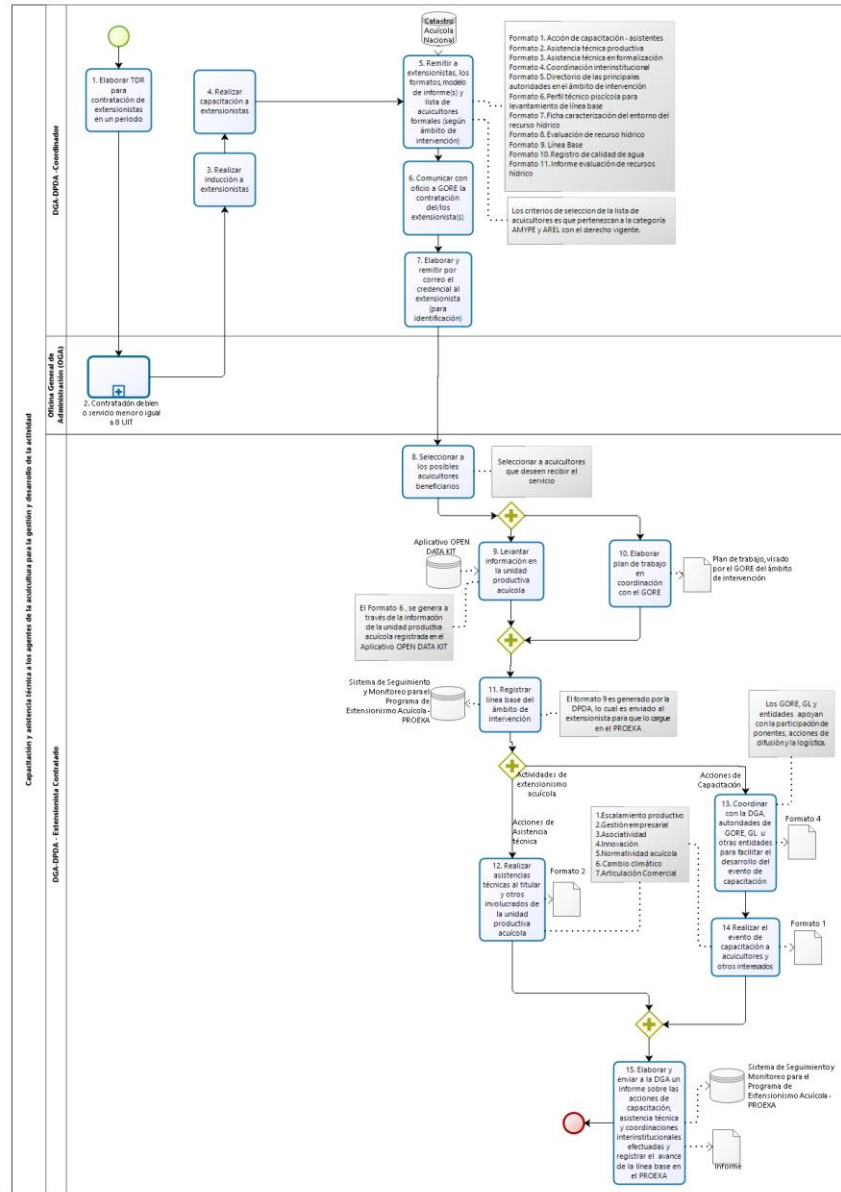 Capacitación y asistencia técnica a los agentes de la acuicultura para la gestión y desarrollo de la actividad
DGA-DPDA -Coordinador
1. Elaborar TDR
para
contratación de
extensionistas
en un periodo
4. Realizar
capacitación a
extensionistas
3. Realizar
inducción a
extensionistas
Catastro
Acuícola
Nacional
5. Remitir a
extensionistas, los
formatos, modelo
de informe(s) y
lista de
acuicultores
formales (según
ámbito de
intervención)
6. Comunicar con
oficio a GORE la
contratación
del/los
extensionista(s)
7. Elaborar y
remitir por
correo el
credencial al
extensionista
(para
identificación)
Formato 1. Acción de capacitación - asistentes
Formato 2. Asistencia técnica productiva
Formato 3. Asistencia técnica en formalización
Formato 4. Coordinación interinstitucional
Formato 5. Directorio de las principales
autoridades en el ámbito de intervención
Formato 6. Perfil técnico piscícola para
levantamiento de línea base
Formato 7. Ficha caracterización del entorno del
recurso hídrico
Formato 8. Evaluación de recurso hídrico
Formato 9. Línea Base
Formato 10. Registro de calidad de agua
Formato 11. Informe evaluación de recursos
hídrico
Los criterios de seleccion de la lista de
acuicultores es que pertenezcan a la categoría
AMYPE y AREL con el derecho vigente.
Oficina General de
Administración (OGA)
2. Contratación de bien
o servicio menor o igual
a 8 UIT
DGA-DPDA - Extensionista Contratado
8. Seleccionar a
los posibles
acuicultores
beneficiarios
Seleccionar a acuicultores
que deseen recibir el
servicio
Aplicativo OPEN
DATA KIT
9. Levantar
información en
la unidad
productiva
acuícola
10. Elaborar
plan de trabajo
en
coordinación
con el GORE
Plan de trabajo, visado
por el GORE del ámbito
de intervención
El Formato 6 , se genera a
través de la información
de la unidad productiva
acuícola registrada en el
Aplicativo OPEN DATA KIT
Sistema de Seguimiento
y Monitoreo para el
Programa de
Extensionismo Acuícola -
PROEXA
11. Registrar
línea base del
ámbito de
intervención
El formato 9 es generado por la
DPDA, lo cual es enviado al
extensionista para que lo cargue
en el PROEXA
Los GORE, GL y
entidades apoyan
con la participación de
ponentes, acciones de
difusión y la logística.
Actividades de
extensionismo
acuícola
Acciones de
Capacitación
Acciones de
Asistencia
técnica
13. Coordinar
con la DGA,
autoridades de
GORE, GL u
otras entidades
para facilitar el
desarrollo del
evento de
capacitación
Formato 4
1.Escalamiento productivo
2.Gestión empresarial
3.Asociatividad
4.Innovación
5.Normatividad acuícola
6.Cambio climático
7.Articulación Comercial
12. Realizar
asistencias
técnicas al titular
y otros
involucrados de
la unidad
productiva
acuícola
Formato 2
14 Realizar el
evento de
capacitación a
acuicultores y
otros interesados
Formato 1
15. Elaborar y
enviar a la DGA un
informe sobre las
acciones de
capacitación,
asistencia técnica
y coordinaciones
interinstitucionales
efectuadas y
registrar el avance
de la línea base en
el PROEXA
Sistema de Seguimiento y
Monitoreo para el
Programa de
Extensionismo Acuícola -
PROEXA
Informe